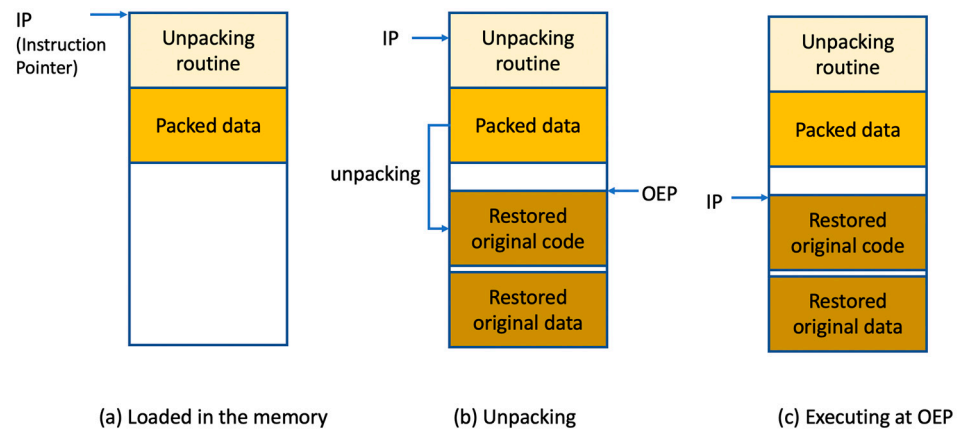 IP
(Instruction
Pointer)
Unpacking
routine
Packed data
(a) Loaded in the memory
IP
Unpacking
routine
Packed data
unpacking
OEP
Restored
original code
Restored
original data
(b) Unpacking
Unpacking
routine
Packed data
IP
Restored
original code
Restored
original data
(c) Executing at OEP